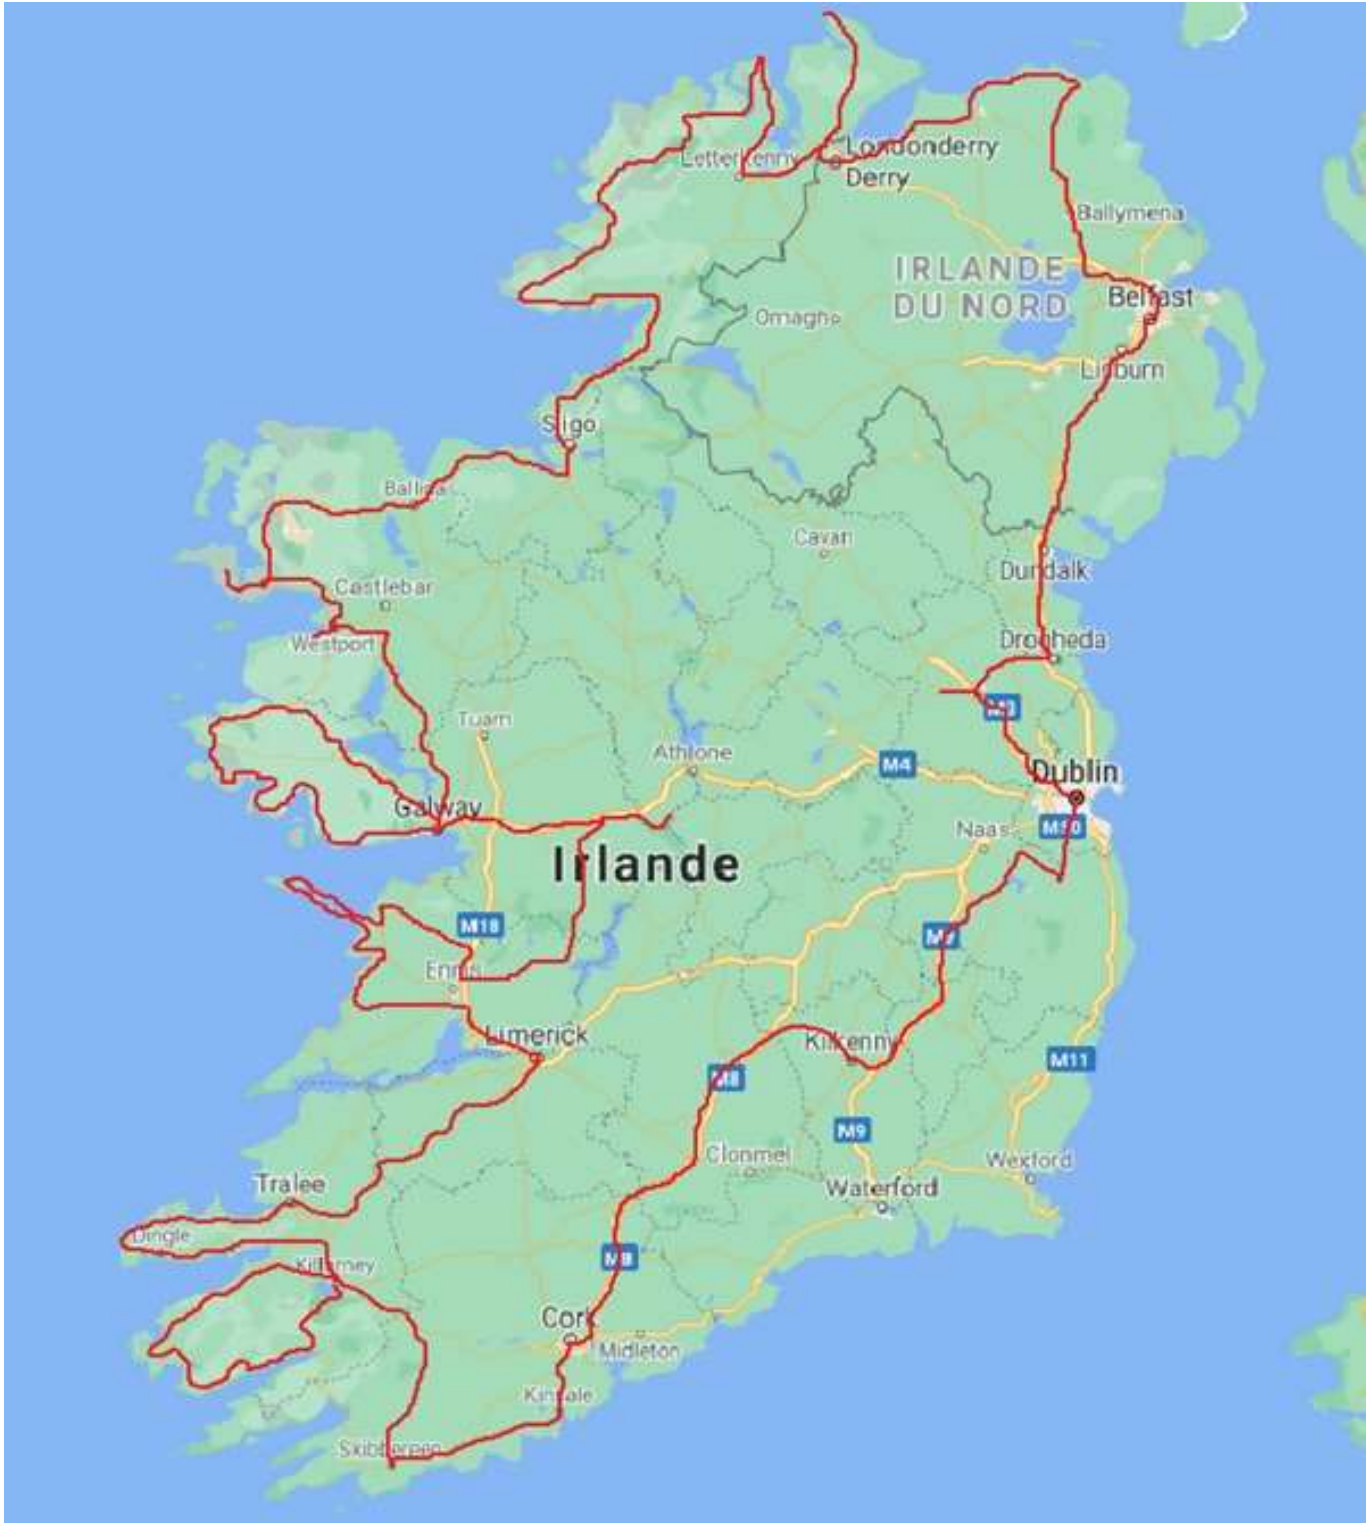 Londonderry
Letterkenny
Derry
Ballymena
IRLANDE
DU NORD
Belfast
Omagh
Lisburn
Sligo
Ballina
Cavan
Dundalk
Castlebar
Drogheda
Westport
M3
Tuam
Athlone
M4
Dublin
Galway
M50
Naas
Irlande
M18
M9
Ennis
Limerick
Kilkenny
M11
M8
M9
Clonmel
Wexford
Tralee
Waterford
Dingle
M8
Killarney
Cork
Midleton
Kinsale
Skibbereen